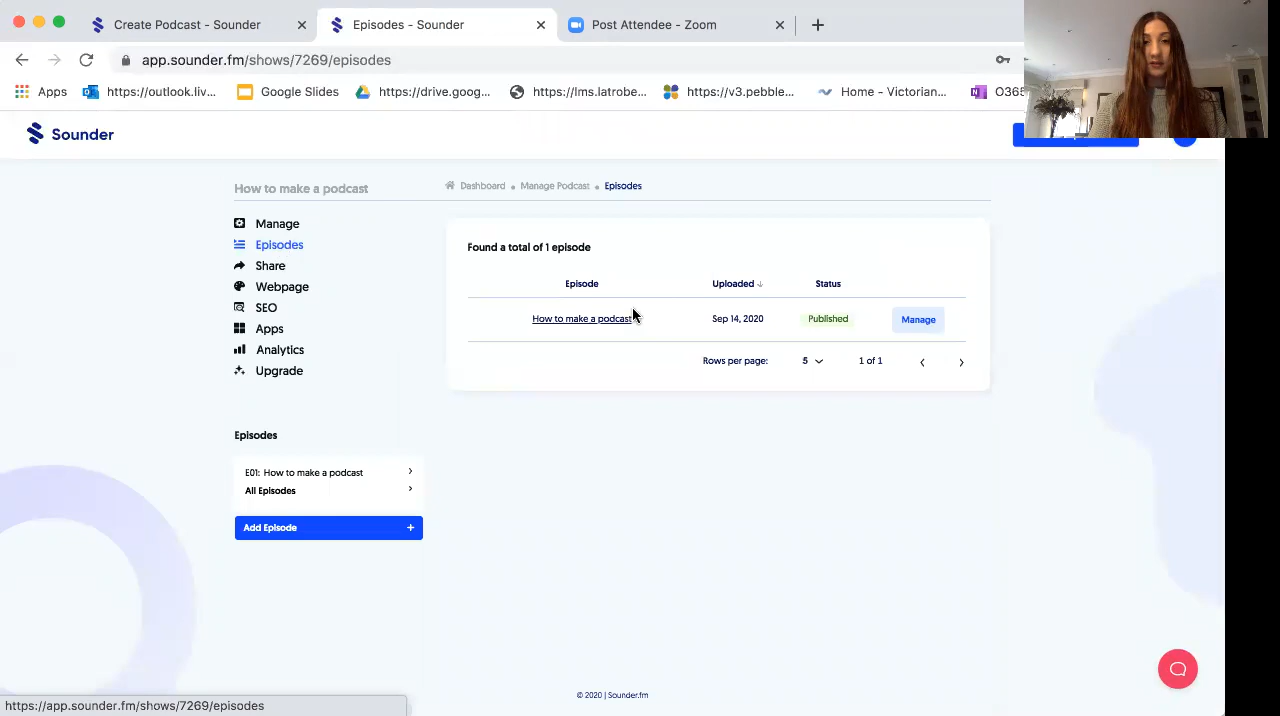 Create Podcast - Sounder
Episodes - Sounder
Post Attendee - Zoom
app.sounder.fm/shows/7269/episodes
Apps
https://outlook.liv...
Google Slides
https://drive.goog...
https://lms.latrobe...
https://v3.pebble...
Home - Victorian...
O365
Sounder
How to make a podcast
Manage
Episodes
Share
Webpage
SEO
Apps
Analytics
Upgrade
Episodes
E01: How to make a podcast
All Episodes
Add Episode +
Dashboard • Manage Podcast • Episodes
Found a total of 1 episode
Episode Uploaded ↓ Status
How to make a podcast Sep 14, 2020 Published Manage
Rows per page: 5 1 of 1
© 2020 | Sounder.fm
https://app.sounder.fm/shows/7269/episodes